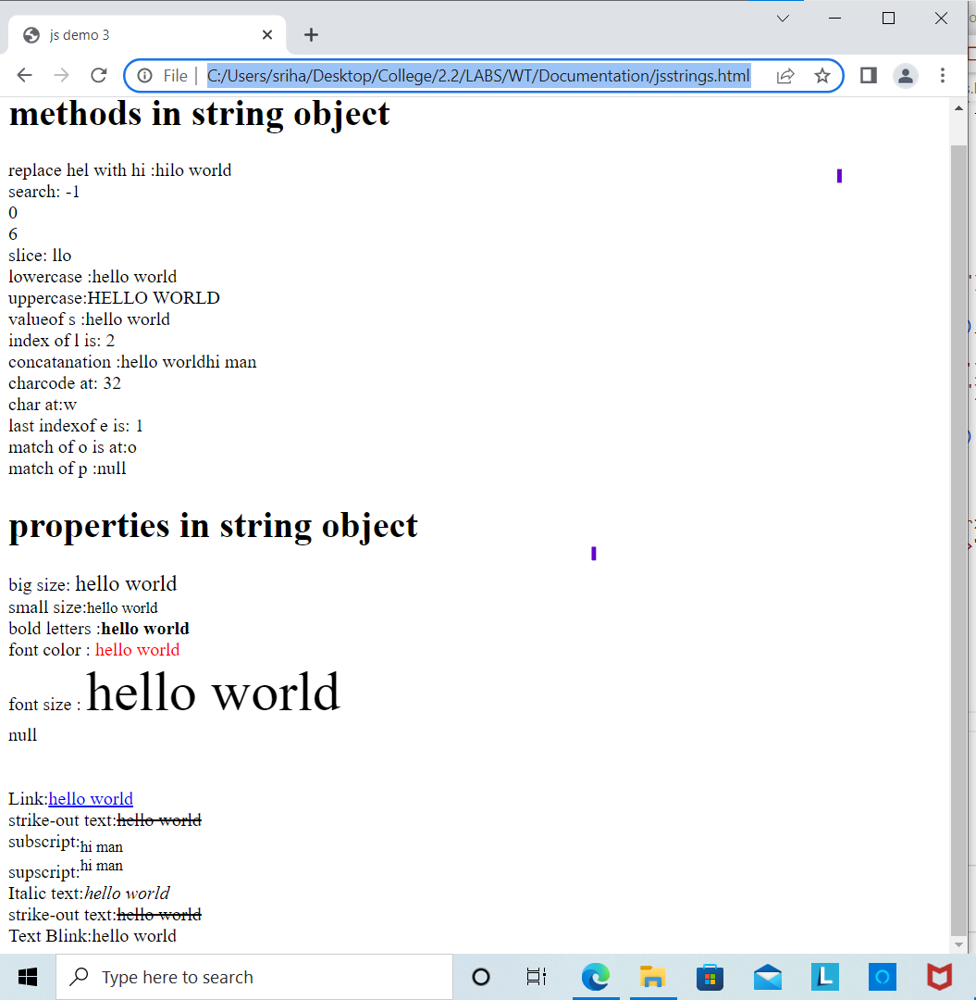 js demo 3
File | C:/Users/sriha/Desktop/College/2.2/LABS/WT/Documentation/jsstrings.html
methods in string object
replace hel with hi :hilo world
search: -1
0
6
slice: llo
lowercase :hello world
uppercase:HELLO WORLD
valueof s :hello world
index of l is: 2
concatanation :hello worldhi man
charcode at: 32
char at:w
last indexof e is: 1
match of o is at:o
match of p :null
properties in string object
big size: hello world
small size:hello world
bold letters :hello world
font color : hello world
font size : hello world
null
Link:hello world
strike-out text:hello world
subscript:hi man
supscript:hi man
Italic text:hello world
strike-out text:hello world
Text Blink:hello world
Type here to search
L